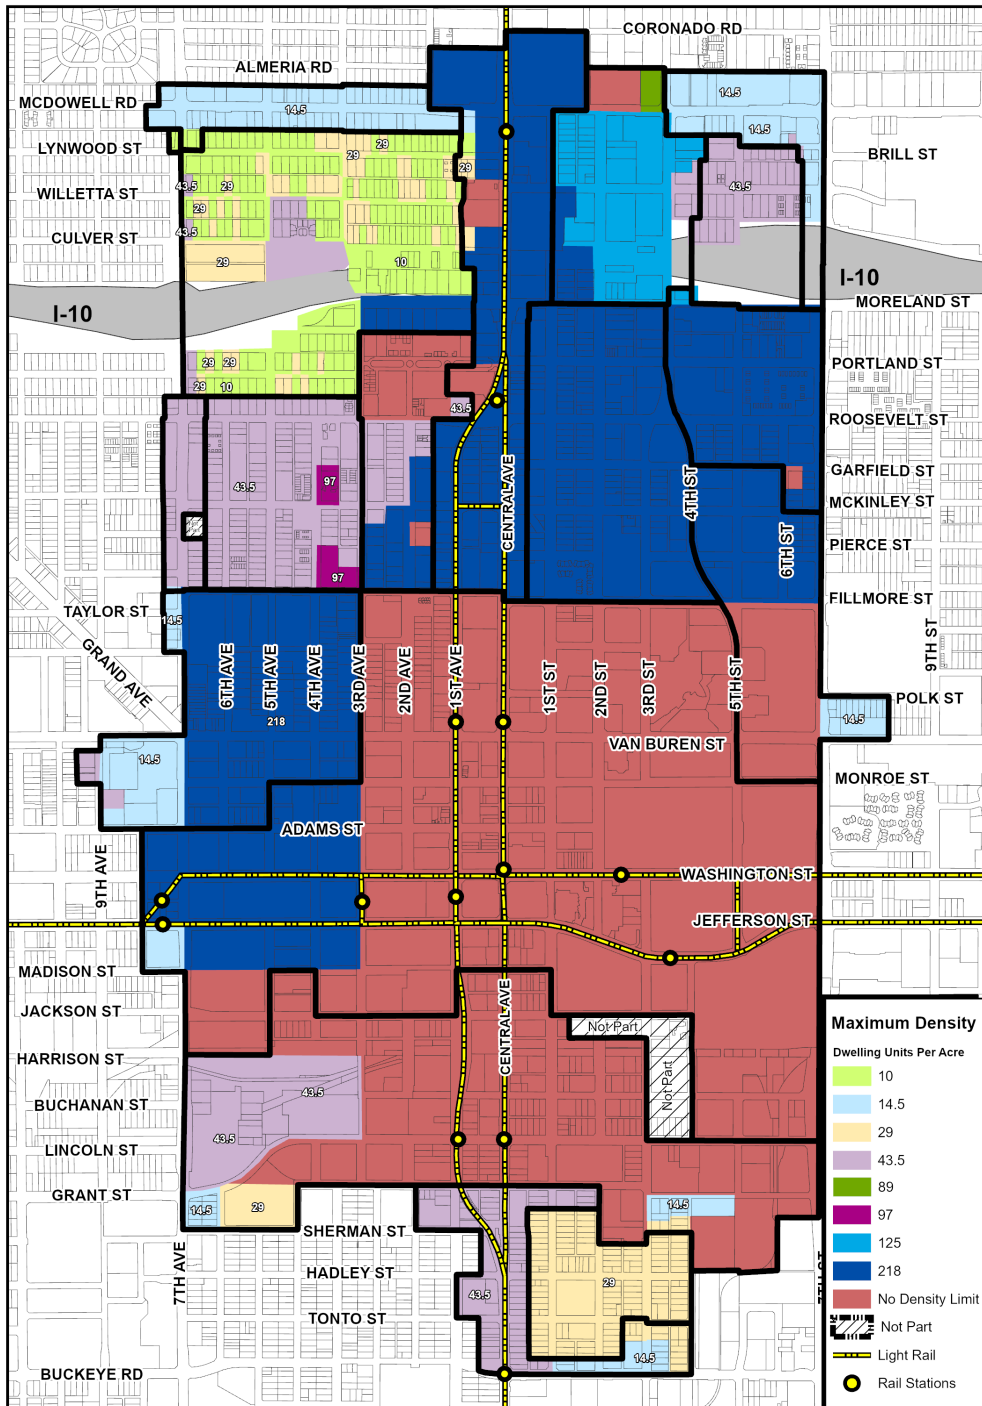 CORONADO RD
ALMERIA RD
MCDOWELL RD
14.5
14.5
14.5
LYNWOOD ST
29
29
29
BRILL ST
WILLETTA ST
43.5
29
43.5
29
CULVER ST
43.5
29
10
I-10
I-10
MORELAND ST
PORTLAND ST
29
29
29
10
43.5
ROOSEVELT ST
43.5
97
GARFIELD ST
MCKINLEY ST
CENTRAL AVE
4TH ST
6TH ST
PIERCE ST
97
FILLMORE ST
TAYLOR ST
14.5
GRAND AVE
6TH AVE
5TH AVE
4TH AVE
3RD AVE
2ND AVE
1ST AVE
1ST ST
2ND ST
3RD ST
5TH ST
9TH ST
218
POLK ST
14.5
VAN BUREN ST
14.5
MONROE ST
ADAMS ST
9TH AVE
WASHINGTON ST
JEFFERSON ST
MADISON ST
JACKSON ST
CENTRAL AVE
Not Part
HARRISON ST
Not Part
43.5
BUCHANAN ST
43.5
LINCOLN ST
GRANT ST
14.5
29
14.5
SHERMAN ST
7TH AVE
HADLEY ST
29
43.5
TONTO ST
14.5
BUCKEYE RD
7TH ST
Maximum Density
Dwelling Units Per Acre
10
14.5
29
43.5
89
97
125
218
No Density Limit
Not Part
Light Rail
Rail Stations